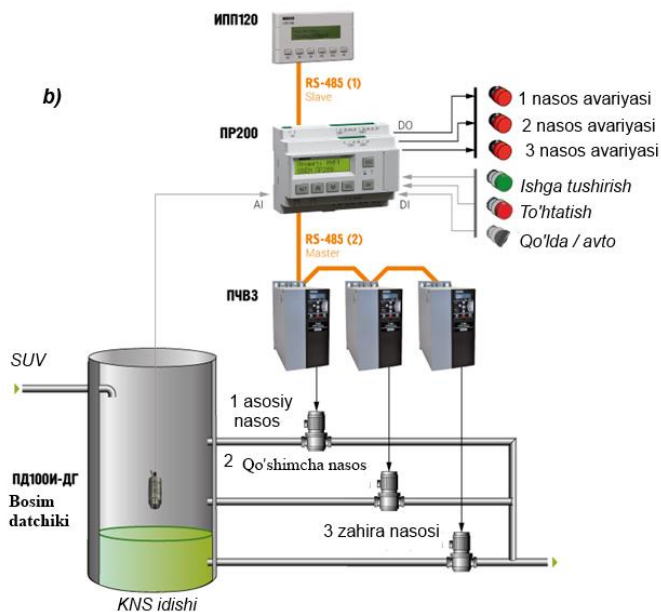 ИПП120
RS-485 (1)
Slave
b)
ПР200
DO
1 nasos avariyasi
2 nasos avariyasi
3 nasos avariyasi
AI
DI
Ishga tushirish
To'htatish
Qo'lda / avto
RS-485 (2)
Master
ПЧВ3
SUV
1 asosiy
nasos
2 Qo'shimcha nasos
ПД100И-ДГ
Bosim
datchiki
3 zahira nasosi
KNS idishi